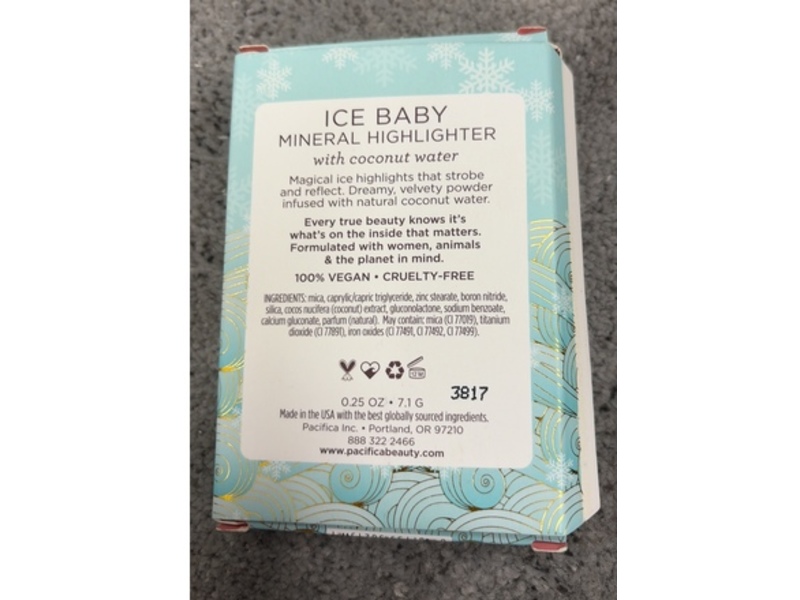 ICE BABY
MINERAL HIGHLIGHTER
with coconut water
Magical ice highlights that strobe
and reflect. Dreamy, velvety powder
infused with natural coconut water.
Every true beauty knows it's
what's on the inside that matters.
Formulated with women, animals
& the planet in mind.
100% VEGAN • CRUELTY-FREE
INGREDIENTS: mica, caprylic/capric triglyceride, zinc stearate, boron nitride,
silica, cocos nucifera (coconut) extract, gluconolactone, sodium benzoate,
calcium gluconate, parfum (natural). May contain: mica (CI 77019), titanium
dioxide (CI 77891), iron oxides (CI 77491, CI 77492, CI 77499).
3817
0.25 OZ • 7.1 G
Made in the USA with the best globally sourced ingredients.
Pacifica Inc. • Portland, OR 97210
888 322 2466
www.pacificabeauty.com